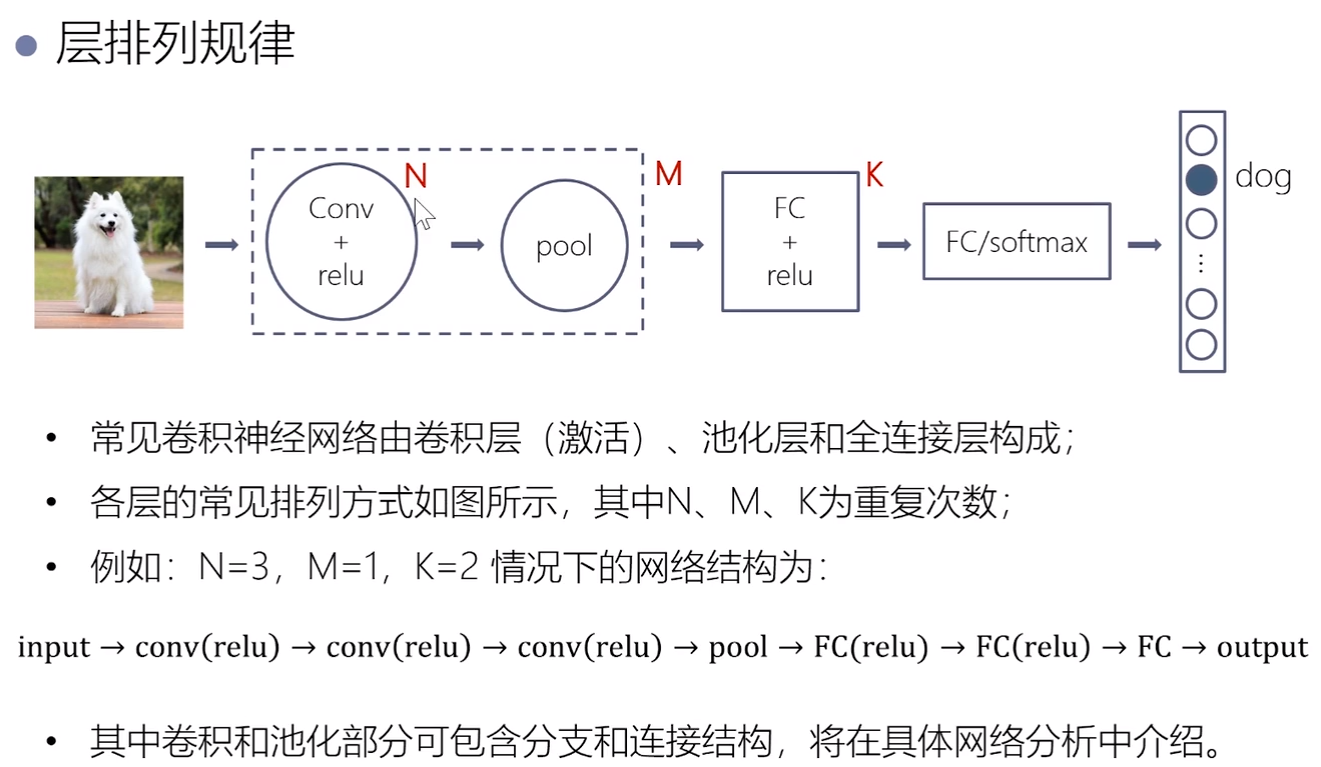 层排列规律
Conv
+
relu
N
pool
M
FC
+
relu
K
FC/softmax
⋮
dog
• 常见卷积神经网络由卷积层（激活）、池化层和全连接层构成；
• 各层的常见排列方式如图所示，其中N、M、K为重复次数；
• 例如：N=3，M=1，K=2 情况下的网络结构为：
input → conv(relu) → conv(relu) → conv(relu) → pool → FC(relu) → FC(relu) → FC → output
• 其中卷积和池化部分可包含分支和连接结构，将在具体网络分析中介绍。